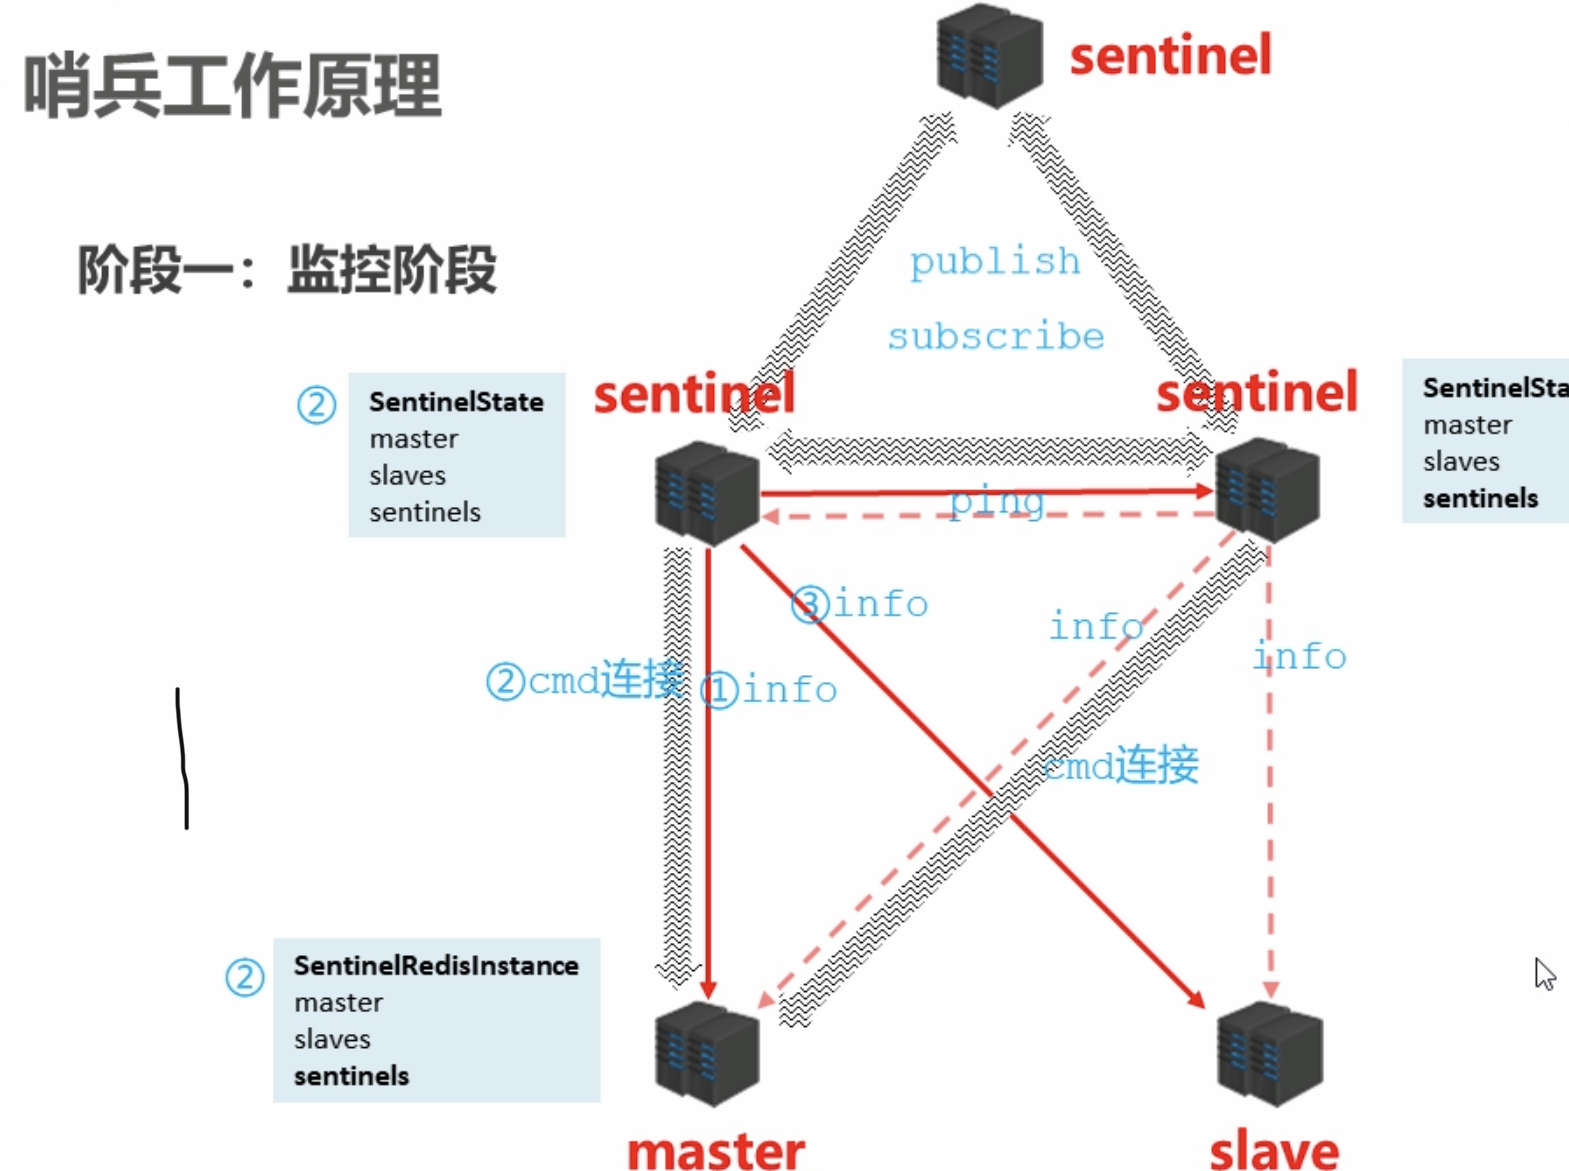 哨兵工作原理
sentinel
阶段一：监控阶段
publish
subscribe
② SentinelState
master
slaves
sentinels
sentinel
sentinel
SentinelSta
master
slaves
sentinels
ping
③info
info
info
②cmd连接
①info
cmd连接
② SentinelRedisInstance
master
slaves
sentinels
master
slave